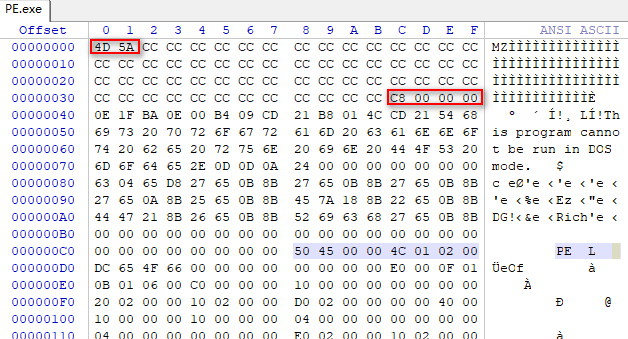 PE.exe
Offset 0 1 2 3 4 5 6 7 8 9 A B C D E F ANSI ASCII
00000000 4D 5A CC CC CC CC CC CC CC CC CC CC CC CC CC CC MZÌÌÌÌÌÌÌÌÌÌÌÌÌÌ
00000010 CC CC CC CC CC CC CC CC CC CC CC CC CC CC CC CC ÌÌÌÌÌÌÌÌÌÌÌÌÌÌÌÌ
00000020 CC CC CC CC CC CC CC CC CC CC CC CC CC CC CC CC ÌÌÌÌÌÌÌÌÌÌÌÌÌÌÌÌ
00000030 CC CC CC CC CC CC CC CC CC CC CC CC C8 00 00 00 ÌÌÌÌÌÌÌÌÌÌÌÌÈ
00000040 0E 1F BA 0E 00 B4 09 CD 21 B8 01 4C CD 21 54 68 º ´ Í!¸ LÍ!Th
00000050 69 73 20 70 72 6F 67 72 61 6D 20 63 61 6E 6E 6F is program canno
00000060 74 20 62 65 20 72 75 6E 20 69 6E 20 44 4F 53 20 t be run in DOS
00000070 6D 6F 64 65 2E 0D 0D 0A 24 00 00 00 00 00 00 00 mode. $
00000080 63 04 65 D8 27 65 0B 8B 27 65 0B 8B 27 65 0B 8B c eØ'e ‹'e ‹'e ‹
00000090 27 65 0A 8B 25 65 0B 8B 45 7A 18 8B 22 65 0B 8B 'e ‹%e ‹Ez ‹"e ‹
000000A0 44 47 21 8B 26 65 0B 8B 52 69 63 68 27 65 0B 8B DG!‹&e ‹Rich'e ‹
000000B0 00 00 00 00 00 00 00 00 00 00 00 00 00 00 00 00
000000C0 00 00 00 00 00 00 00 00 50 45 00 00 4C 01 02 00 PE L
000000D0 DC 65 4F 66 00 00 00 00 00 00 00 00 E0 00 0F 01 ÜeOf à
000000E0 0B 01 06 00 C0 00 00 00 10 00 00 00 00 00 00 00 À
000000F0 20 02 00 00 10 02 00 00 D0 02 00 00 00 00 40 00 Ð @
00000100 10 00 00 00 10 00 00 00 04 00 00 00 00 00 00 00
00000110 04 00 00 00 00 00 00 00 E0 02 00 00 10 02 00 00 à